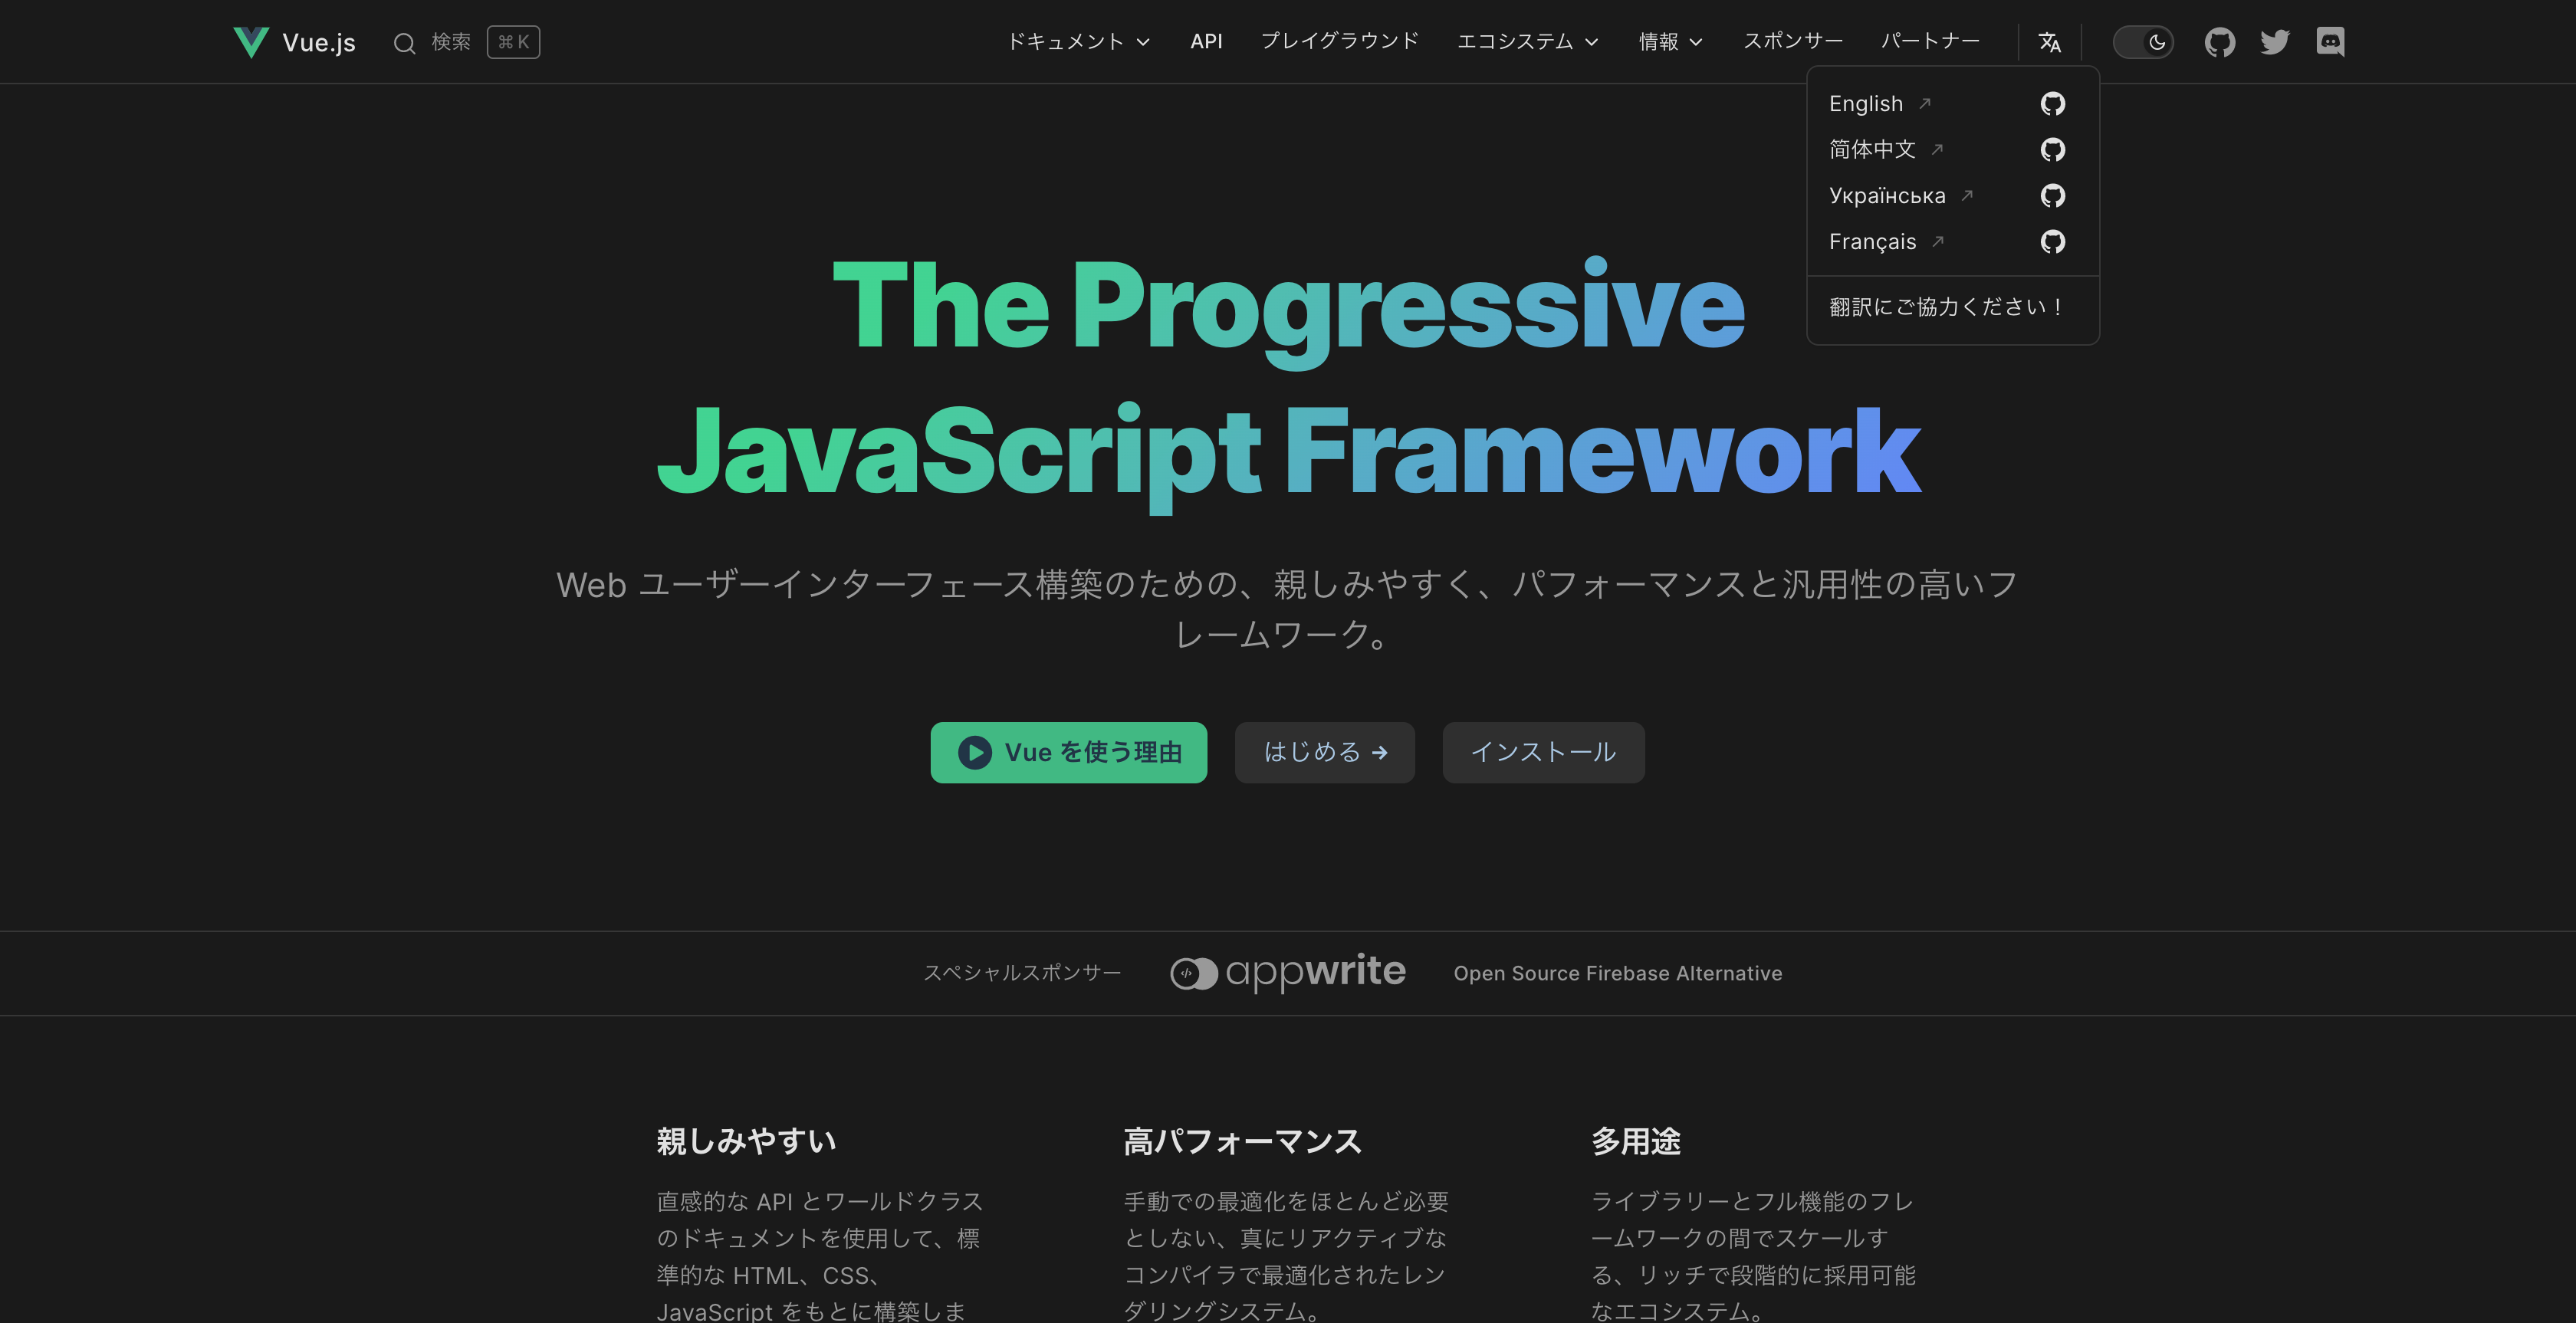 Vue.js 検索 ⌘ K ドキュメント API プレイグラウンド エコシステム 情報 スポンサー パートナー
English
简体中文
Українська
Français
翻訳にご協力ください！
The Progressive
JavaScript Framework
Web ユーザーインターフェース構築のための、親しみやすく、パフォーマンスと汎用性の高いフ
レームワーク。
Vue を使う理由 はじめる → インストール
スペシャルスポンサー appwrite Open Source Firebase Alternative
親しみやすい
直感的な API とワールドクラス
のドキュメントを使用して、標
準的な HTML、CSS、
JavaScript をもとに構築しま
高パフォーマンス
手動での最適化をほとんど必要
としない、真にリアクティブな
コンパイラで最適化されたレン
ダリングシステム。
多用途
ライブラリーとフル機能のフレ
ームワークの間でスケールす
る、リッチで段階的に採用可能
なエコシステム。